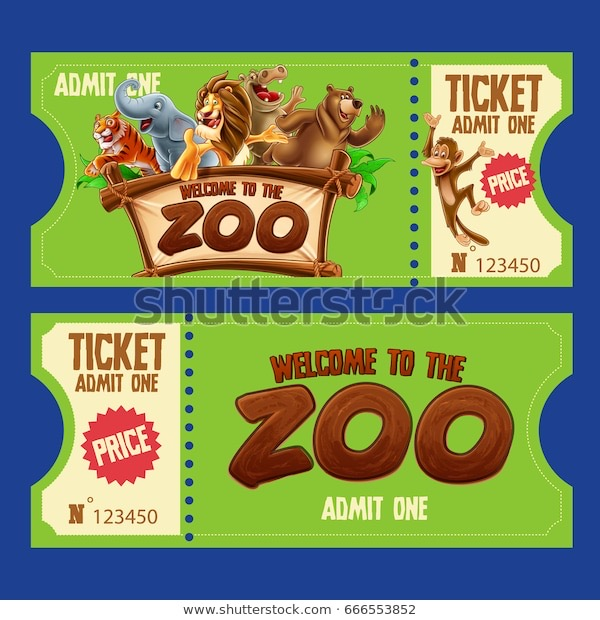 ADMIT ONE
WELCOME TO THE
ZOO
TICKET
ADMIT ONE
PRICE
N° 123450
shutterstock
TICKET
ADMIT ONE
PRICE
N° 123450
WELCOME TO THE
ZOO
ADMIT ONE
www.shutterstock.com · 666553852